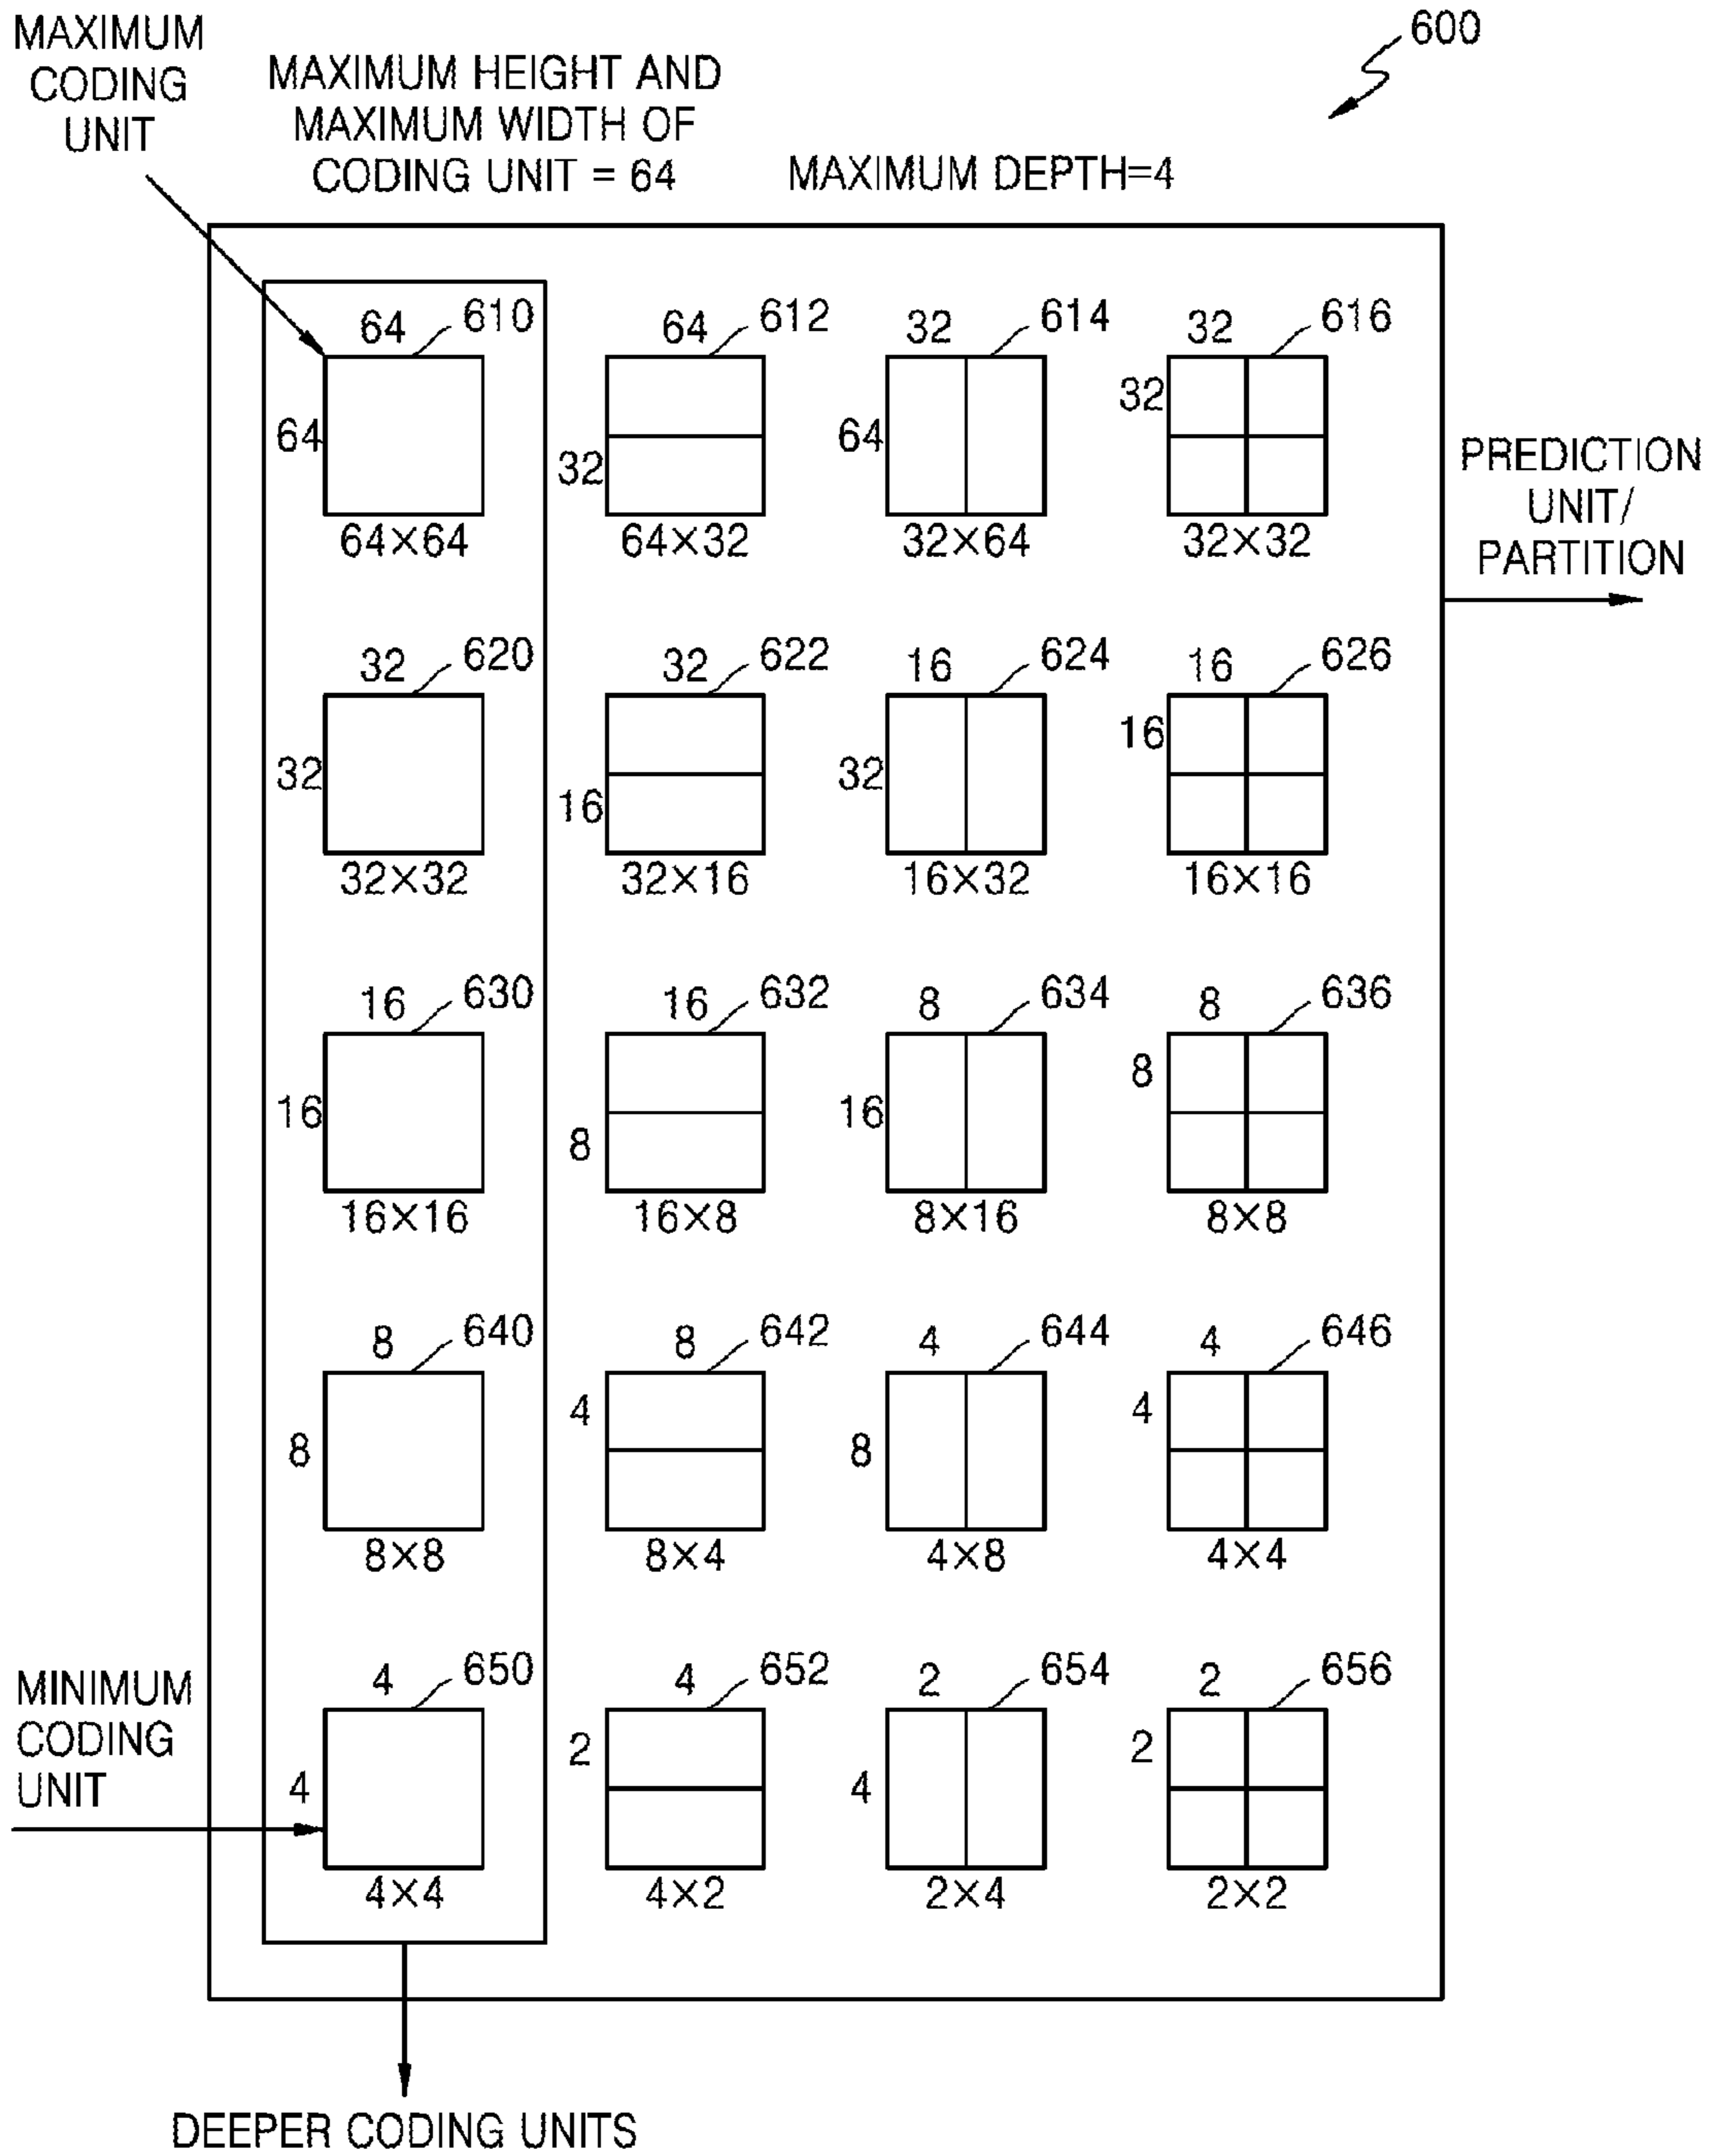 600
MAXIMUM
CODING
UNIT
MAXIMUM HEIGHT AND
MAXIMUM WIDTH OF
CODING UNIT = 64
MAXIMUM DEPTH=4
64 610 64 612 32 614 32 616
64 32 64 32
64×64 64×32 32×64 32×32
PREDICTION
UNIT/
PARTITION
32 620 32 622 16 624 16 626
32 16 32 16
32×32 32×16 16×32 16×16
16 630 16 632 8 634 8 636
16 8 16 8
16×16 16×8 8×16 8×8
8 640 8 642 4 644 4 646
8 4 8 4
8×8 8×4 4×8 4×4
MINIMUM
CODING
UNIT
4 650 4 652 2 654 2 656
4 2 4 2
4×4 4×2 2×4 2×2
DEEPER CODING UNITS